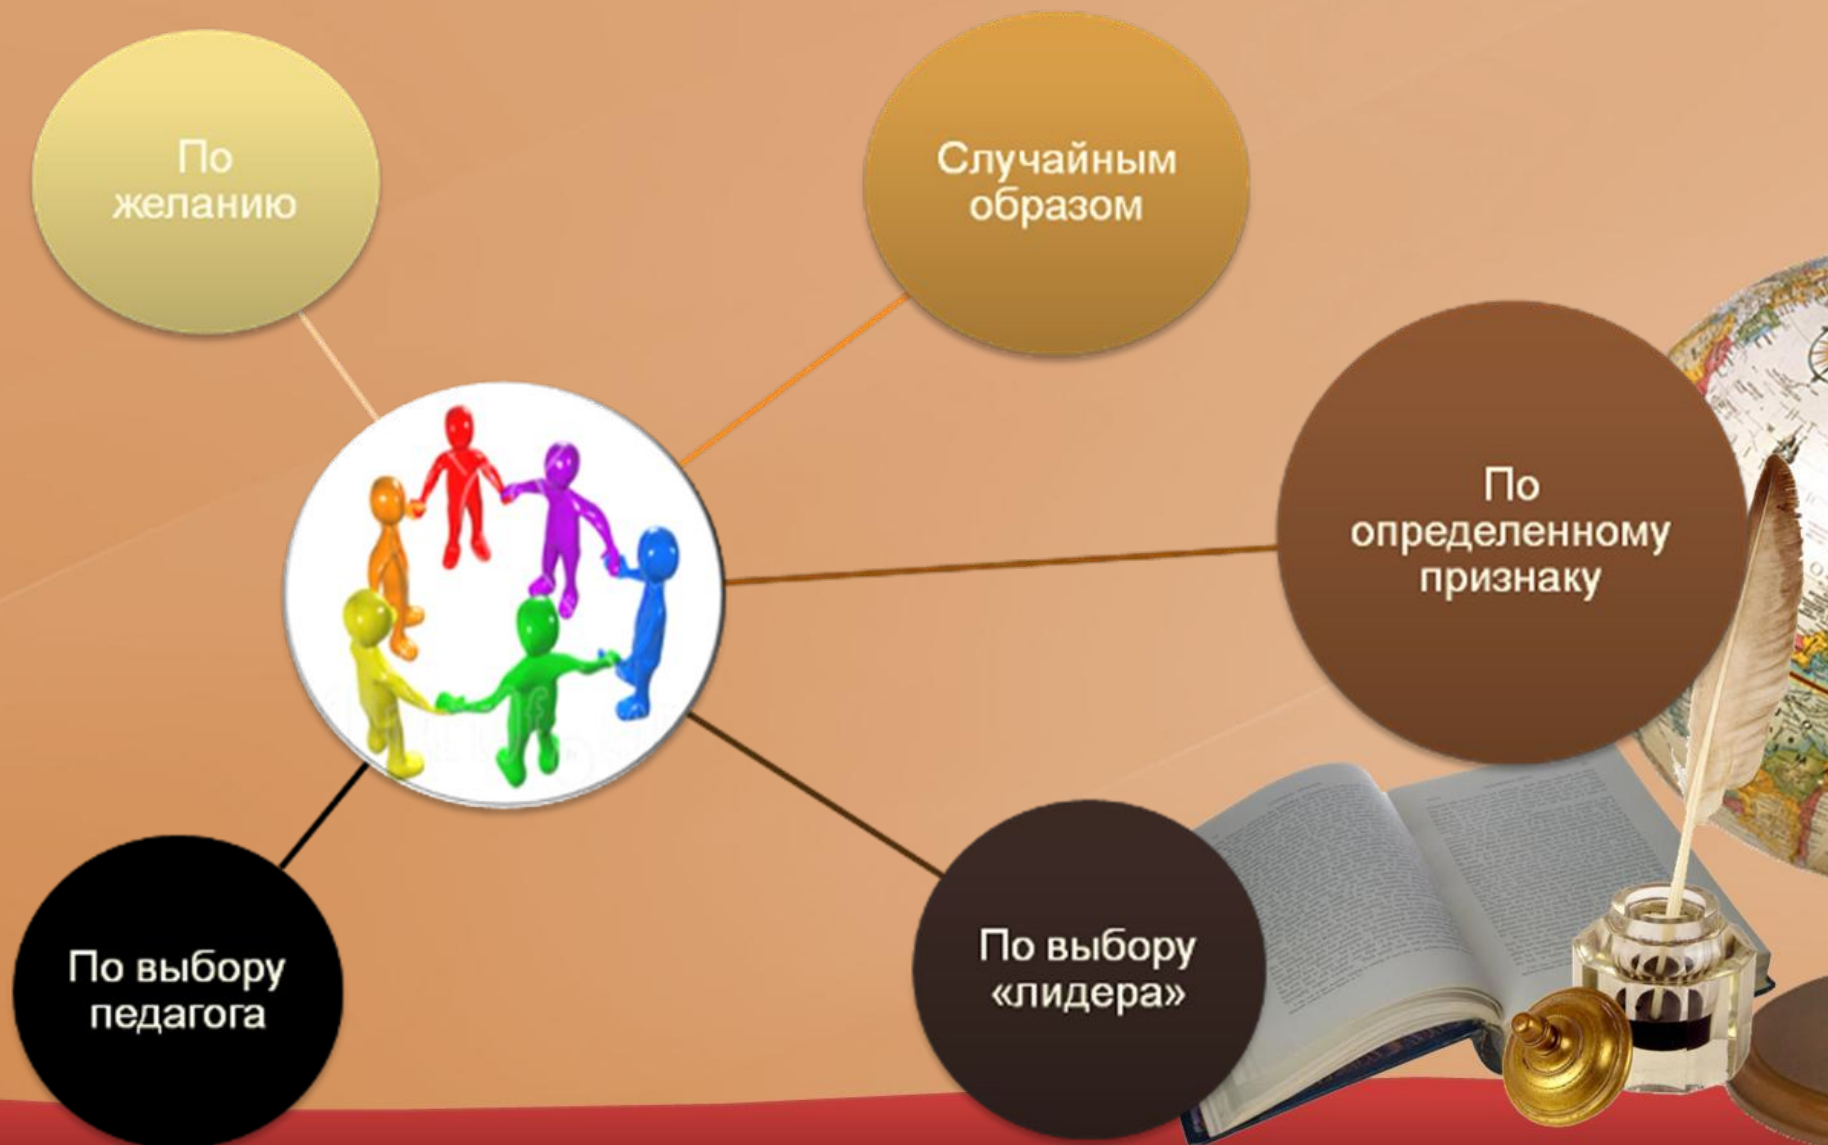 По
желанию
Случайным
образом
По
определенному
признаку
По выбору
«лидера»
По выбору
педагога